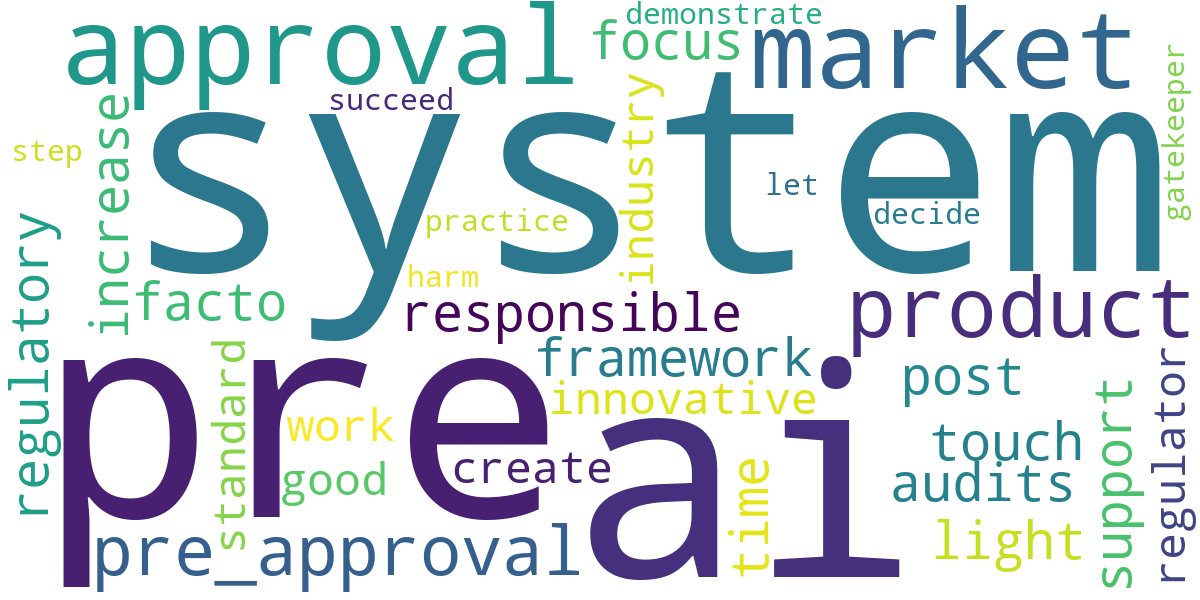 demonstrate
approval
focus
market
succeed
system
step
increase
industry
let
gatekeeper
practice
decide
regulatory
harm
facto
responsible
product
pre
ai
standard
framework
post
innovative
work
regulator
support
touch
good
create
time
audits
pre_approval
light